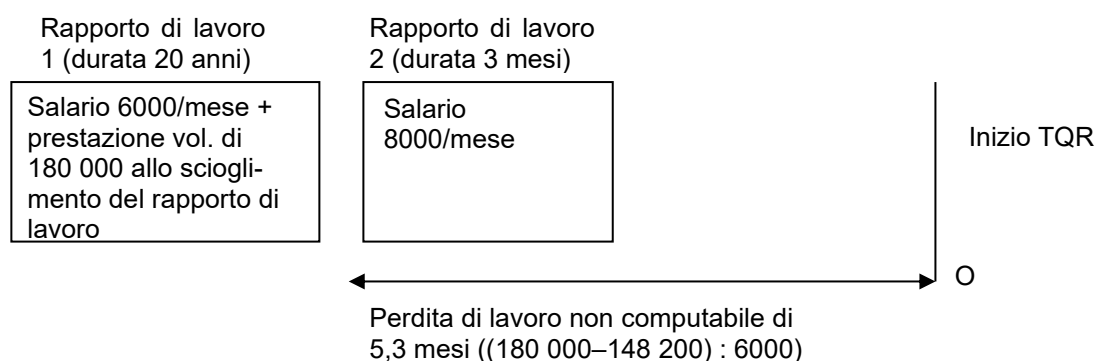 Rapporto di lavoro
1 (durata 20 anni)
Rapporto di lavoro
2 (durata 3 mesi)
Salario 6000/mese +
prestazione vol. di
180 000 allo sciogli-
mento del rapporto di
lavoro
Salario
8000/mese
Inizio TQR
O
Perdita di lavoro non computabile di
5,3 mesi ((180 000–148 200) : 6000)